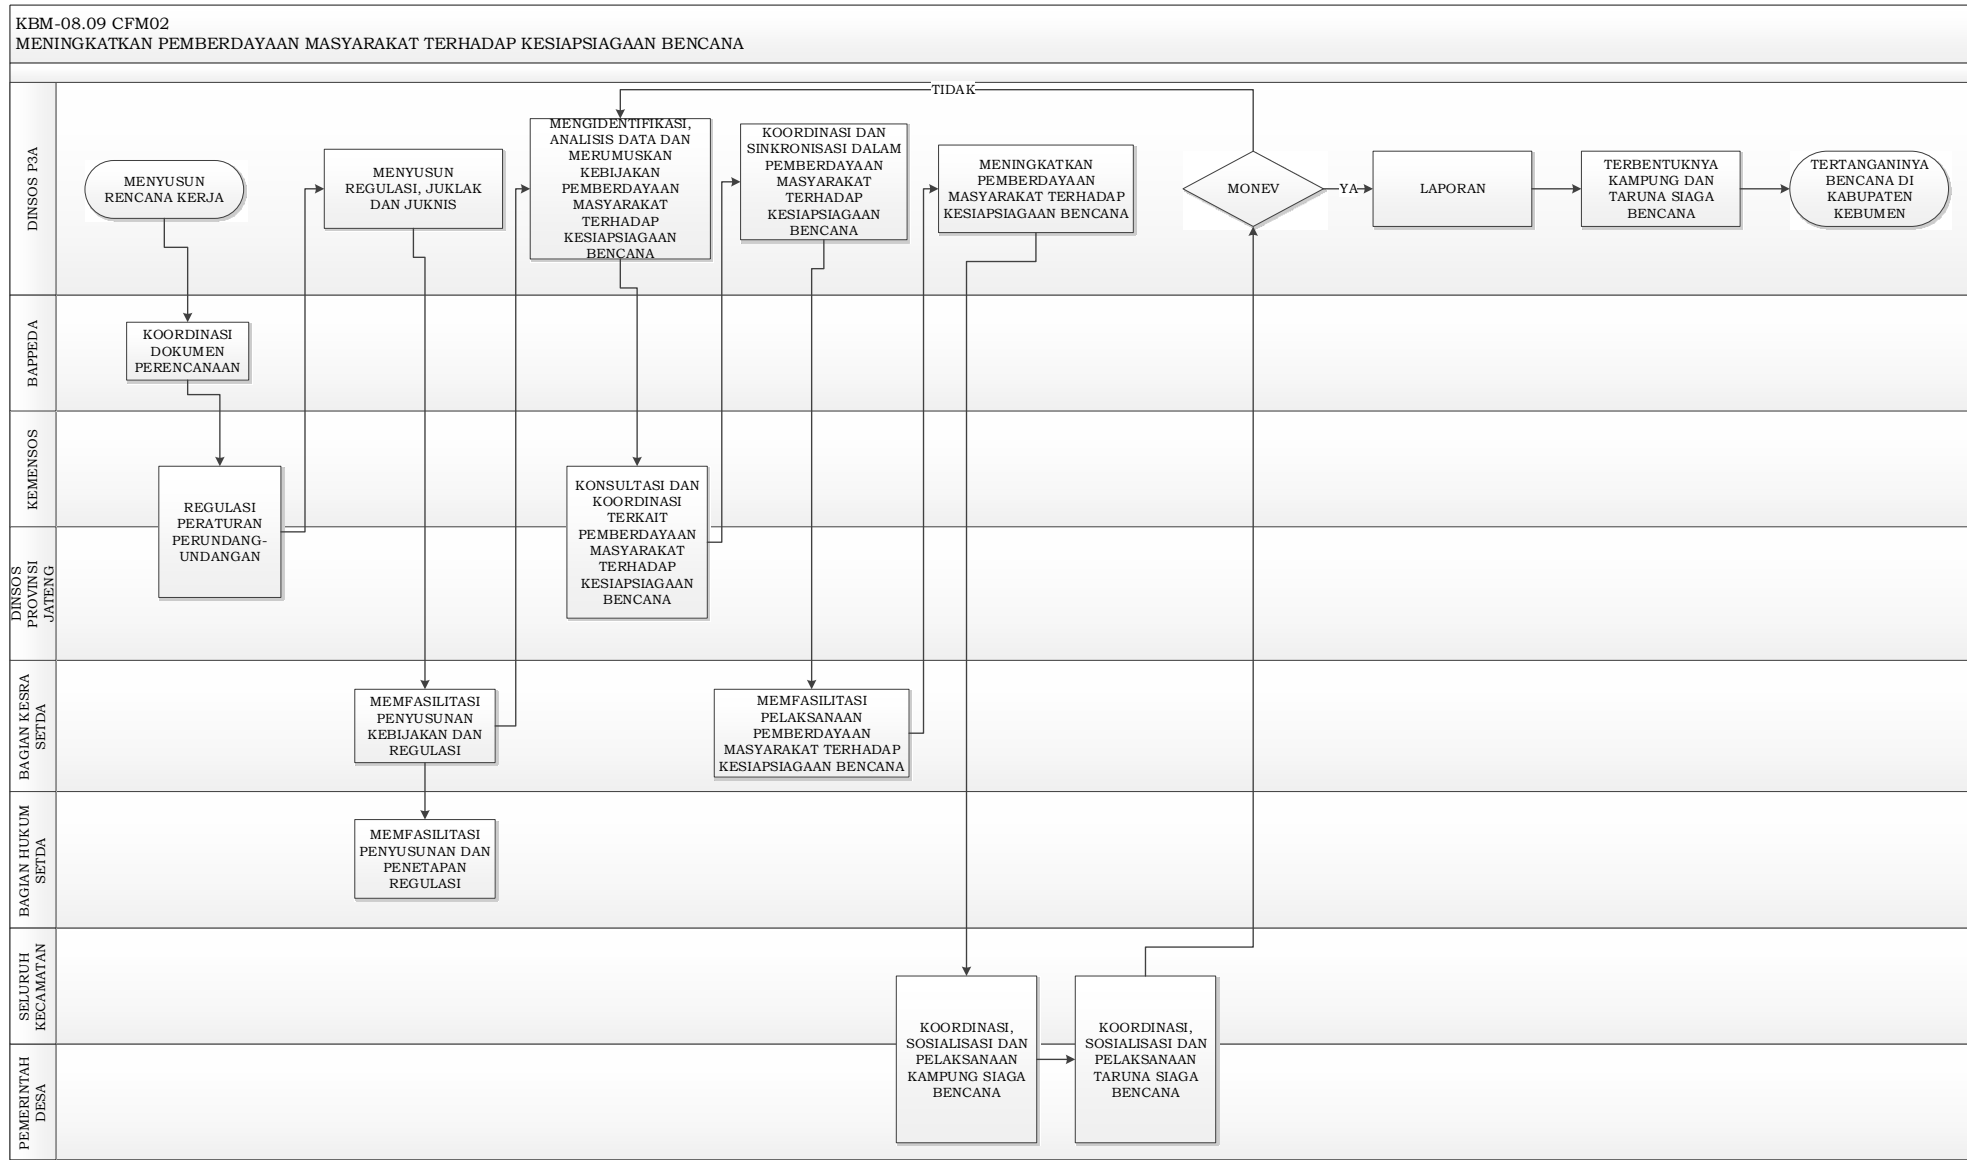 KBM-08.09 CFM02
MENINGKATKAN PEMBERDAYAAN MASYARAKAT TERHADAP KESIAPSIAGAAN BENCANA
DINSOS P3A
MENYUSUN
RENCANA KERJA
MENYUSUN
REGULASI, JUKLAK
DAN JUKNIS
MENGIDENTIFIKASI,
ANALISIS DATA DAN
MERUMUSKAN
KEBIJAKAN
PEMBERDAYAAN
MASYARAKAT
TERHADAP
KESIAPSIAGAAN
BENCANA
KOORDINASI DAN
SINKRONISASI DALAM
PEMBERDAYAAN
MASYARAKAT
TERHADAP
KESIAPSIAGAAN
BENCANA
MENINGKATKAN
PEMBERDAYAAN
MASYARAKAT TERHADAP
KESIAPSIAGAAN BENCANA
TIDAK
MONEV
YA
LAPORAN
TERBENTUKNYA
KAMPUNG DAN
TARUNA SIAGA
BENCANA
TERTANGANINYA
BENCANA DI
KABUPATEN
KEBUMEN
BAPPEDA
KOORDINASI
DOKUMEN
PERENCANAAN
KEMENSOS
REGULASI
PERATURAN
PERUNDANG-
UNDANGAN
KONSULTASI DAN
KOORDINASI
TERKAIT
PEMBERDAYAAN
MASYARAKAT
TERHADAP
KESIAPSIAGAAN
BENCANA
DINSOS
PROVINSI
JATENG
BAGIAN KESRA
SETDA
MEMFASILITASI
PENYUSUNAN
KEBIJAKAN DAN
REGULASI
MEMFASILITASI
PELAKSANAAN
PEMBERDAYAAN
MASYARAKAT TERHADAP
KESIAPSIAGAAN BENCANA
BAGIAN HUKUM
SETDA
MEMFASILITASI
PENYUSUNAN DAN
PENETAPAN
REGULASI
SELURUH
KECAMATAN
KOORDINASI,
SOSIALISASI DAN
PELAKSANAAN
KAMPUNG SIAGA
BENCANA
KOORDINASI,
SOSIALISASI DAN
PELAKSANAAN
TARUNA SIAGA
BENCANA
PEMERINTAH
DESA